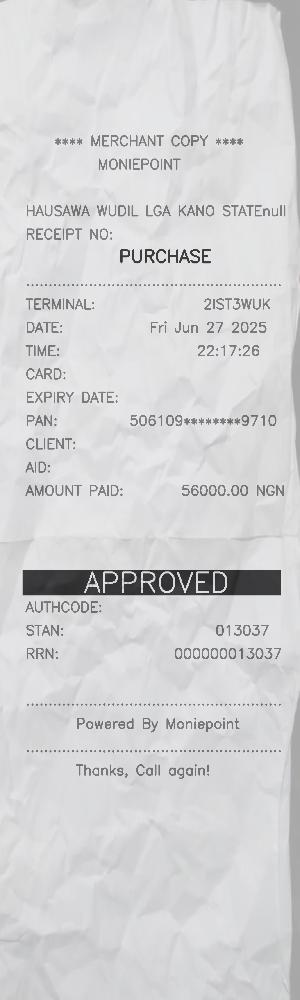 **** MERCHANT COPY ****
MONIEPOINT
HAUSAWA WUDIL LGA KANO STATEnull
RECEIPT NO:
PURCHASE
TERMINAL: 2IST3WUK
DATE: Fri Jun 27 2025
TIME: 22:17:26
CARD:
EXPIRY DATE:
PAN: 506109********9710
CLIENT:
AID:
AMOUNT PAID: 56000.00 NGN
APPROVED
AUTHCODE:
STAN: 013037
RRN: 000000013037
Powered By Moniepoint
Thanks, Call again!